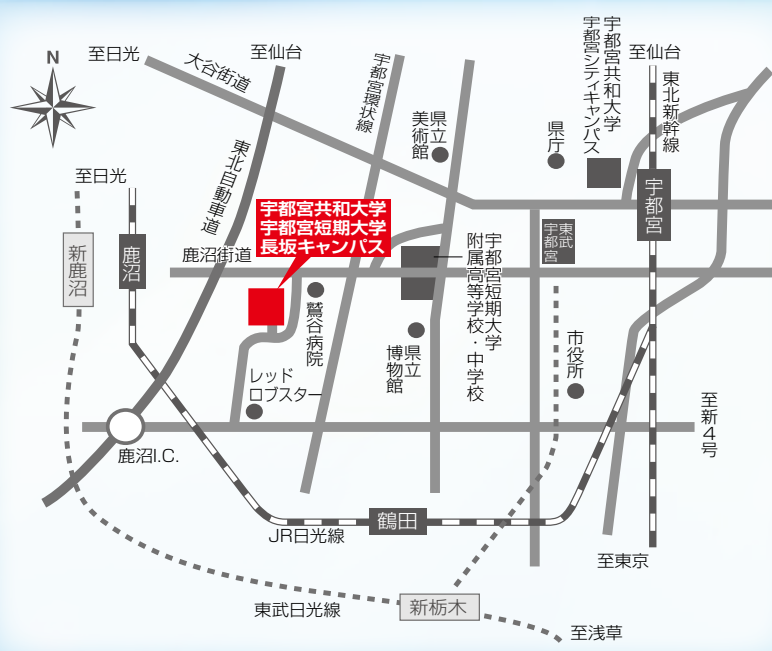 N
至日光
大谷街道
至仙台
宇都宮環状線
県立
美術館
宇都宮共和大学
宇都宮シティキャンパス
至仙台
東北新幹線
県庁
至日光
東北自動車道
宇都宮
宇都宮共和大学
宇都宮短期大学
長坂キャンパス
東武
宇都宮
新鹿沼
鹿沼
鹿沼街道
宇都宮短期大学
附属高等学校・中学校
鷲谷病院
県立
博物館
市役所
レッド
ロブスター
至新4号
鹿沼I.C.
鶴田
JR日光線
至東京
東武日光線
新栃木
至浅草